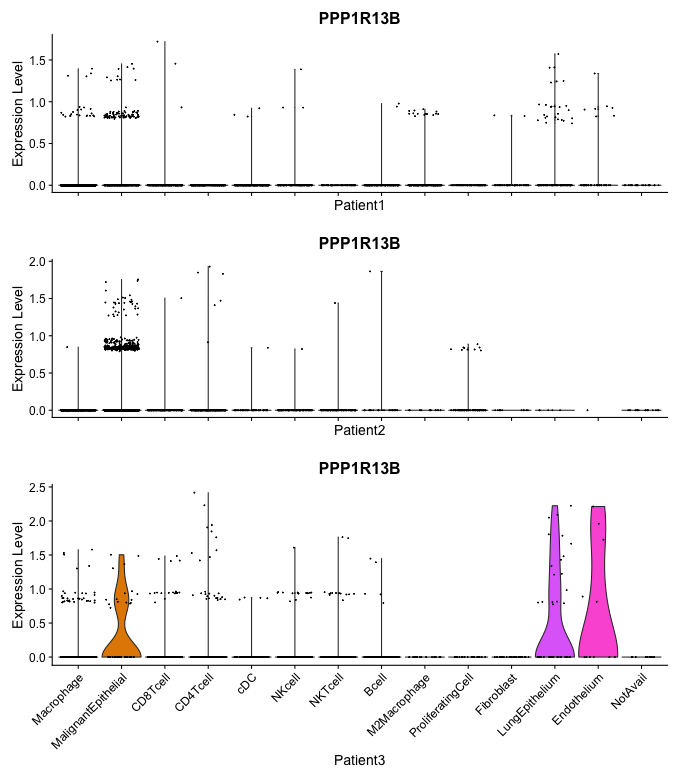 PPP1R13B
Expression Level
1.5
1.0
0.5
0.0
Patient1
PPP1R13B
Expression Level
2.0
1.5
1.0
0.5
0.0
Patient2
PPP1R13B
Expression Level
2.5
2.0
1.5
1.0
0.5
0.0
Macrophage
MalignantEpithelial
CD8Tcell
CD4Tcell
cDC
NKcell
NKTcell
Bcell
M2Macrophage
ProliferatingCell
Fibroblast
LungEpithelium
Endothelium
NotAvail
Patient3